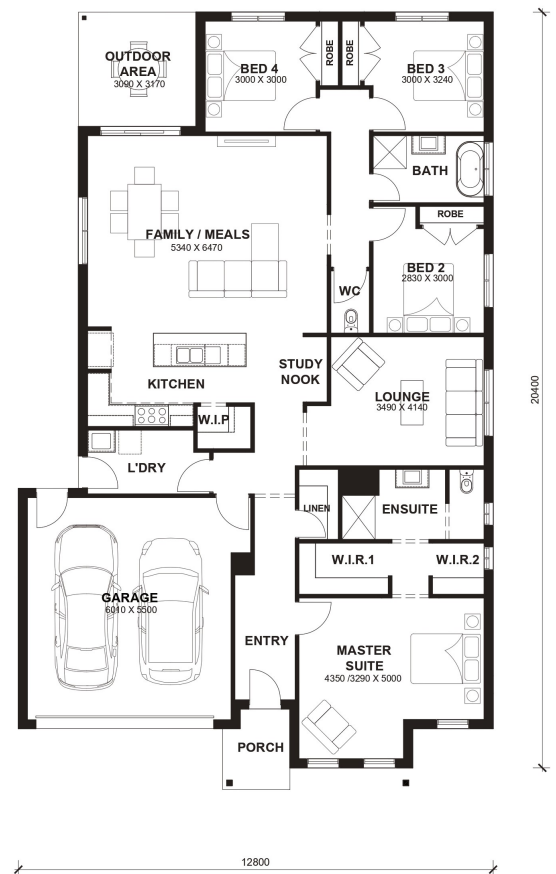 OUTDOOR
AREA
3090 X 3170
BED 4
3000 X 3000
ROBE
ROBE
BED 3
3000 X 3240
BATH
ROBE
FAMILY / MEALS
5340 X 6470
BED 2
2830 X 3000
WC
STUDY
NOOK
KITCHEN
LOUNGE
3490 X 4140
W.I.P
20400
L'DRY
LINEN
ENSUITE
W.I.R.1
W.I.R.2
GARAGE
6010 X 5500
ENTRY
MASTER
SUITE
4350 /3290 X 5000
PORCH
12800